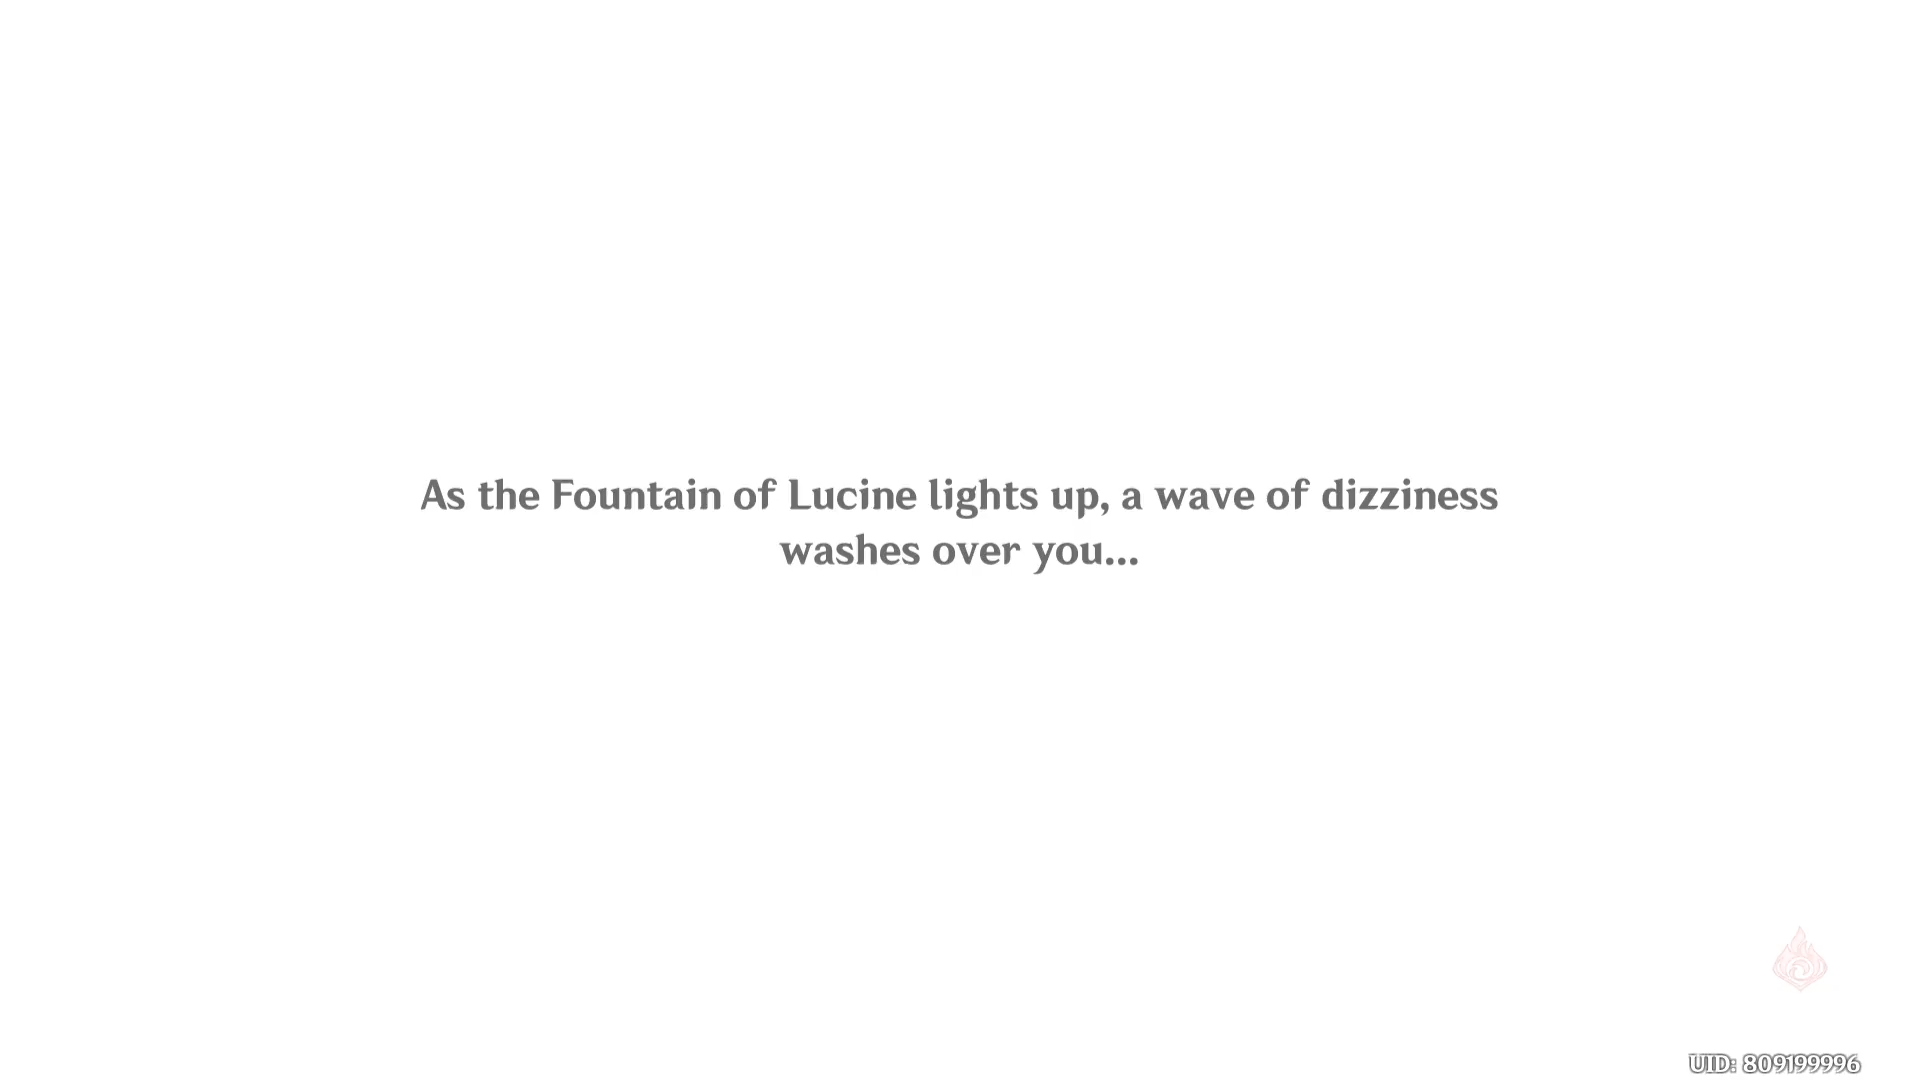 As the Fountain of Lucine lights up, a wave of dizziness
washes over you...
UID: 809199996